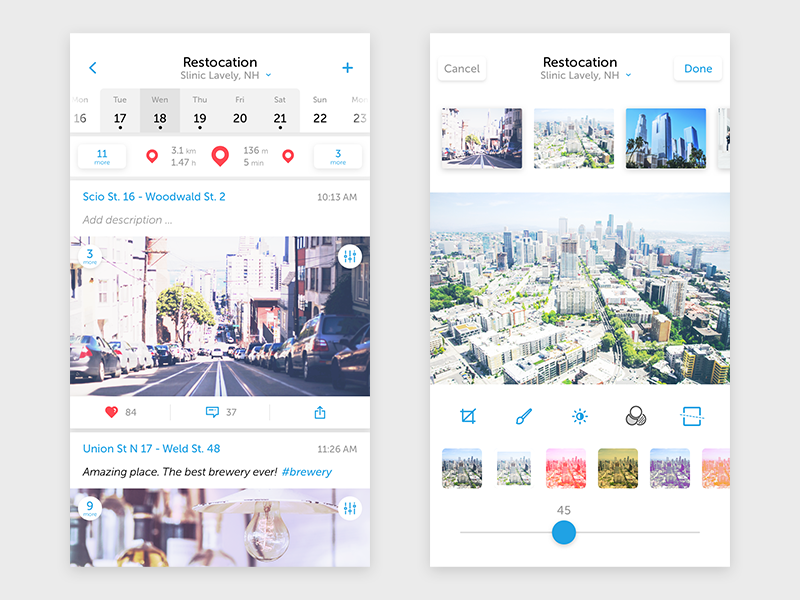 Restocation
Slinic Lavely, NH
Mon Tue Wen Thu Fri Sat Sun Mo
16 17 18 19 20 21 22 23
11 more 3.1 km 1.47 h 136 m 5 min 3 more
Scio St. 16 - Woodwald St. 2 10:13 AM
Add description ...
3
more
84 37
Union St N 17 - Weld St. 48 11:26 AM
Amazing place. The best brewery ever! #brewery
9
more
Cancel Restocation Done
Slinic Lavely, NH
45